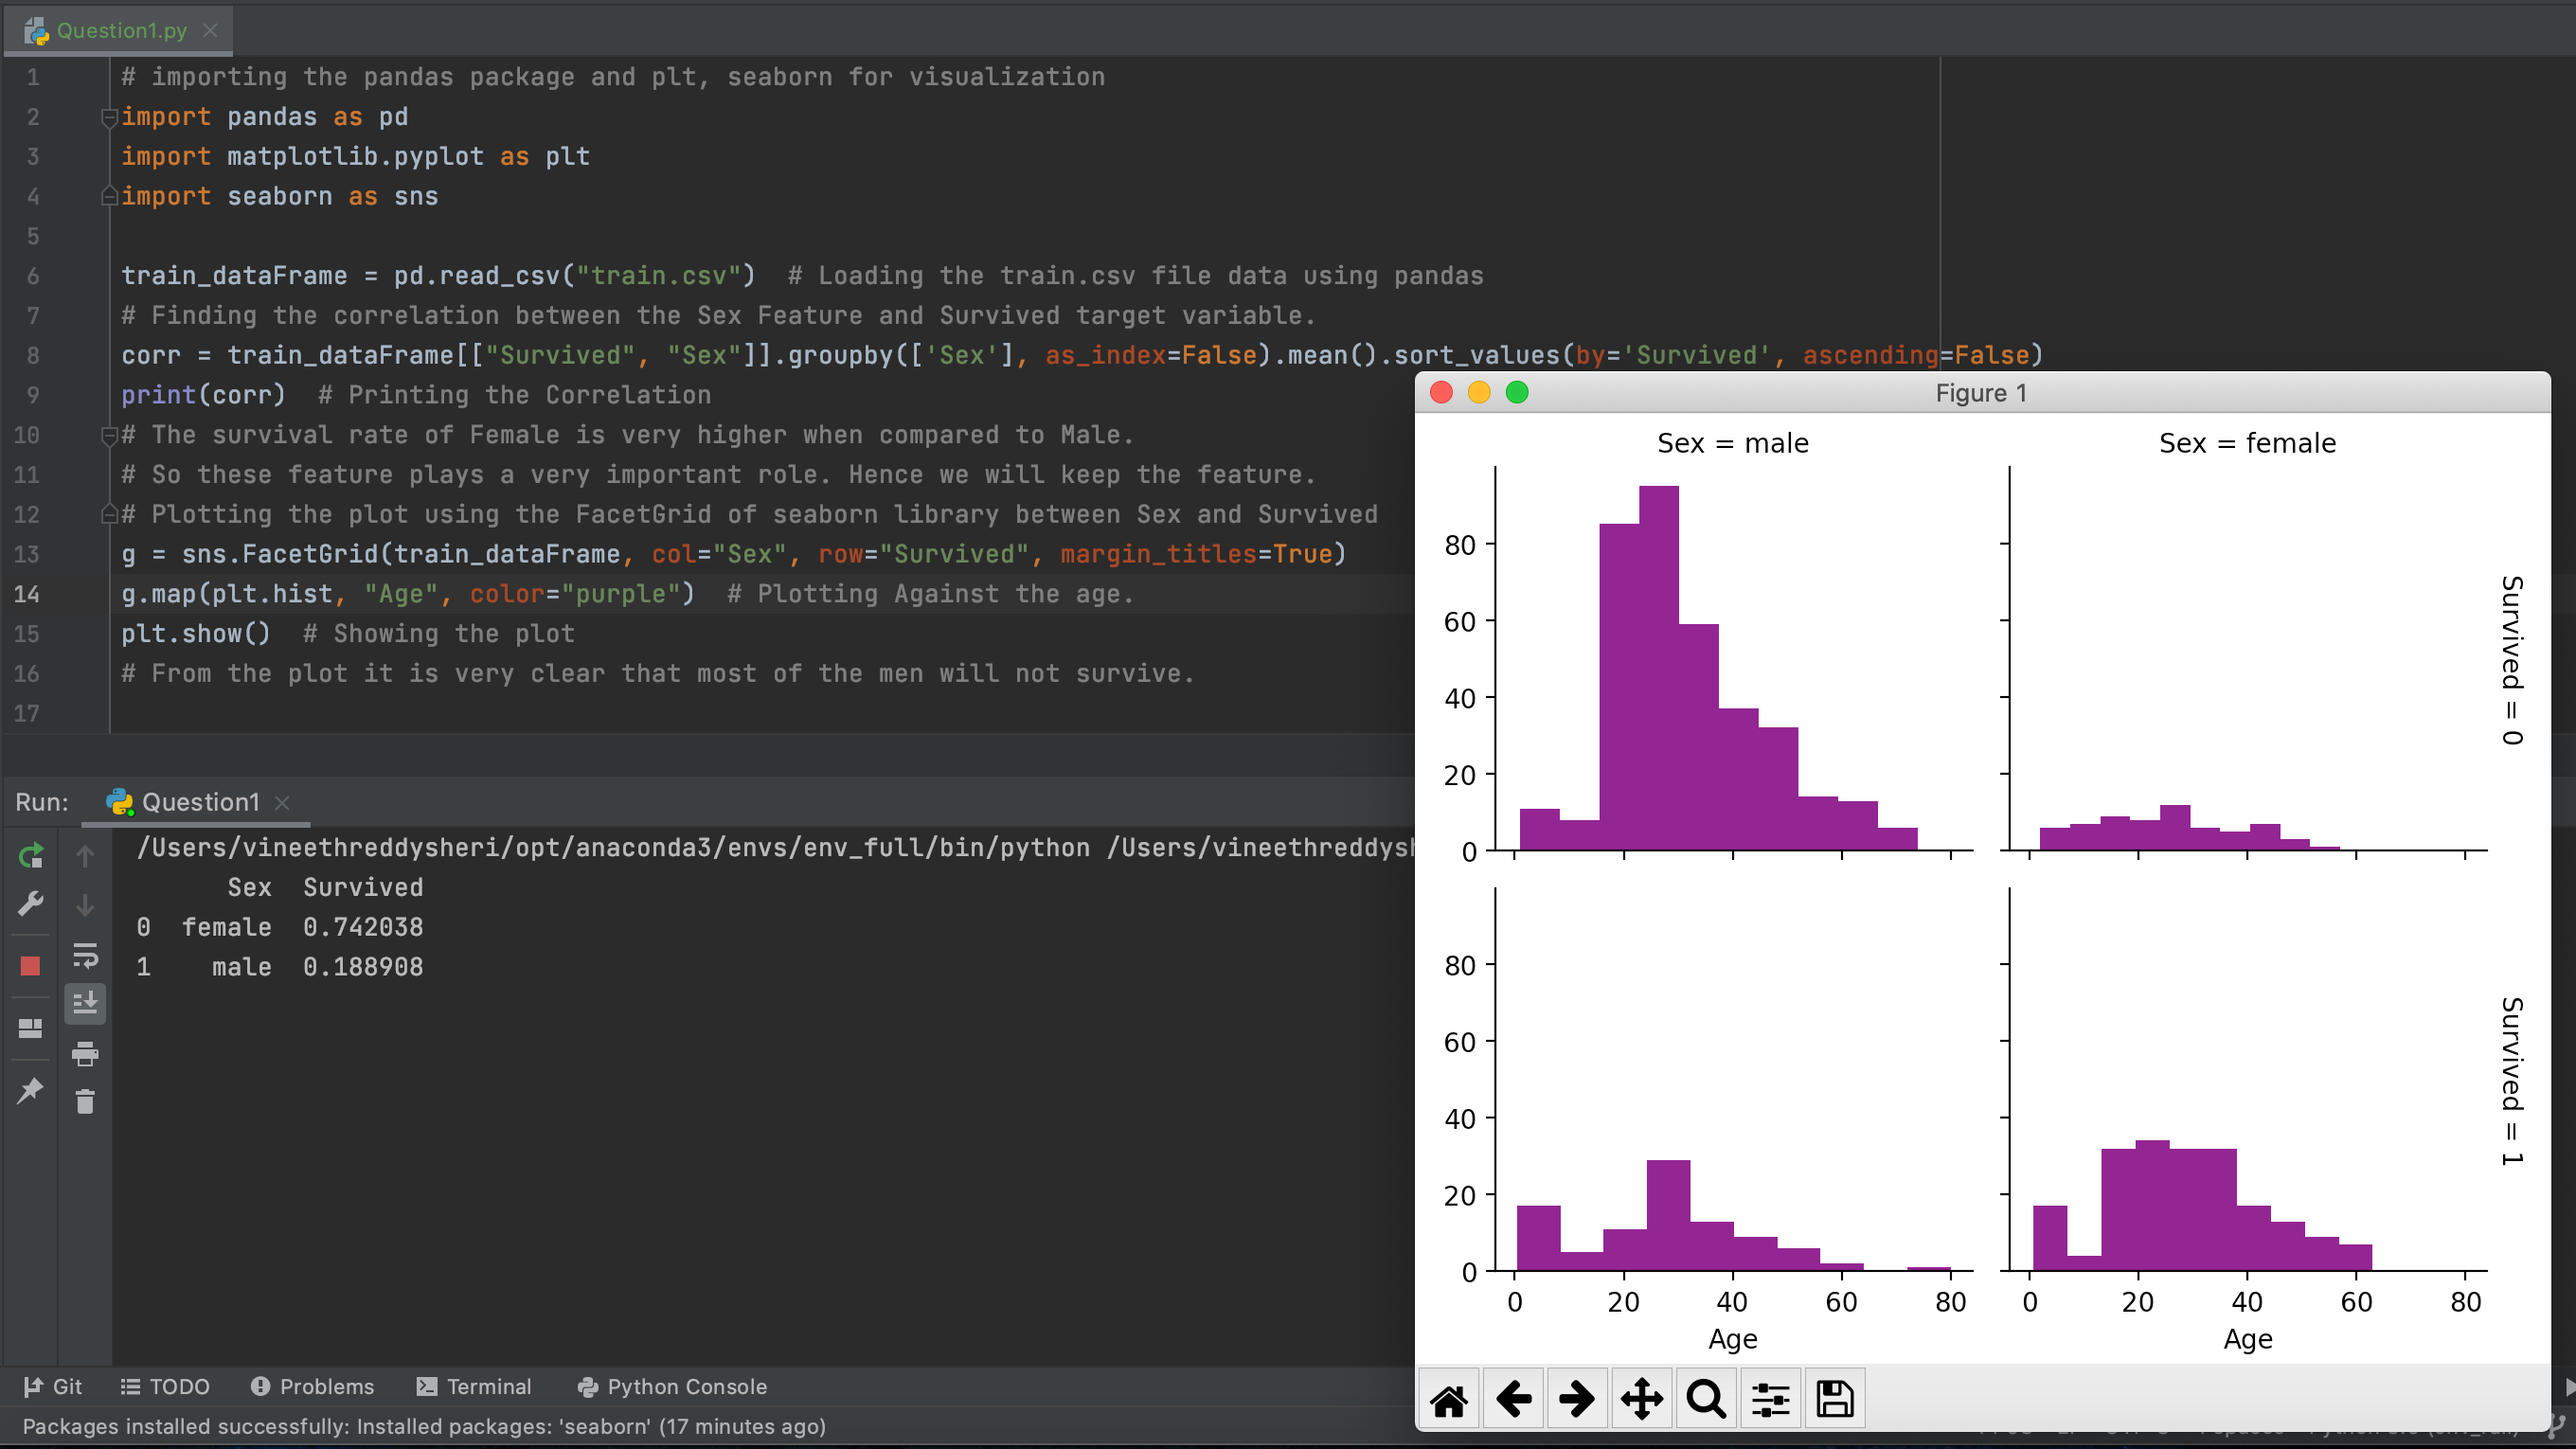 Question1.py
1 # importing the pandas package and plt, seaborn for visualization
2 import pandas as pd
3 import matplotlib.pyplot as plt
4 import seaborn as sns
5
6 train_dataFrame = pd.read_csv("train.csv")  # Loading the train.csv file data using pandas
7 # Finding the correlation between the Sex Feature and Survived target variable.
8 corr = train_dataFrame[["Survived", "Sex"]].groupby(['Sex'], as_index=False).mean().sort_values(by='Survived', ascending=False)
9 print(corr)  # Printing the Correlation
10 # The survival rate of Female is very higher when compared to Male.
11 # So these feature plays a very important role. Hence we will keep the feature.
12 # Plotting the plot using the FacetGrid of seaborn library between Sex and Survived
13 g = sns.FacetGrid(train_dataFrame, col="Sex", row="Survived", margin_titles=True)
14 g.map(plt.hist, "Age", color="purple")  # Plotting Against the age.
15 plt.show()  # Showing the plot
16 # From the plot it is very clear that most of the men will not survive.
17
Run: Question1
/Users/vineethreddysheri/opt/anaconda3/envs/env_full/bin/python /Users/vineethreddys
Sex Survived
0 female 0.742038
1 male 0.188908
Figure 1
Sex = male Sex = female
80
60
40
20
0
Survived = 0
80
60
40
20
0
Survived = 1
0 20 40 60 80 0 20 40 60 80
Age Age
Git TODO Problems Terminal Python Console
Packages installed successfully: Installed packages: 'seaborn' (17 minutes ago)